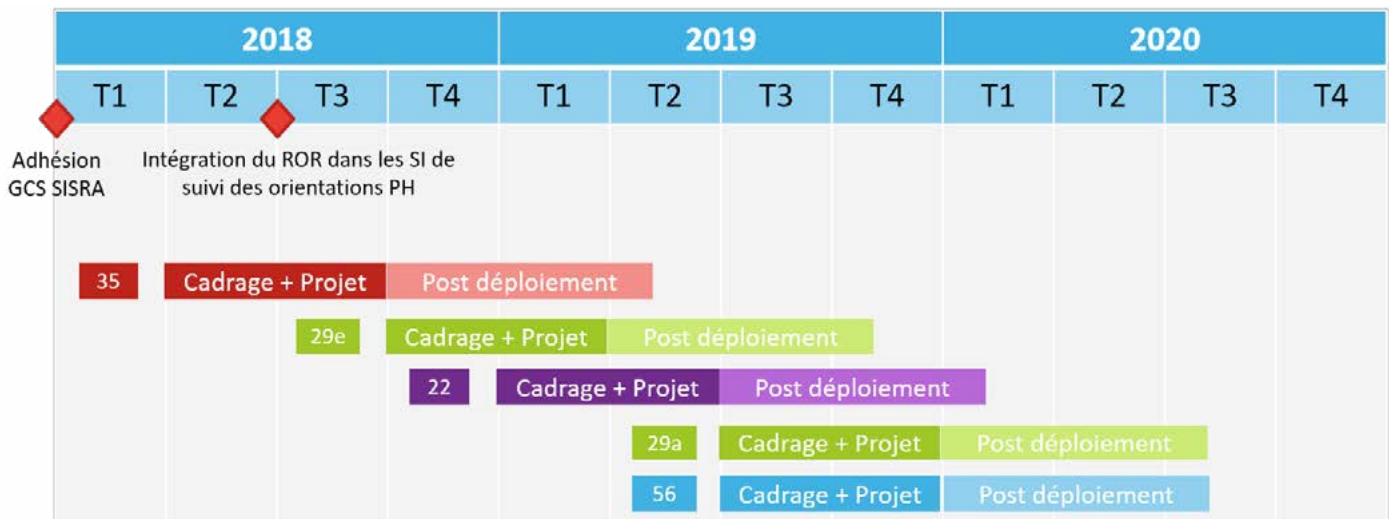 2018 2019 2020
T1 T2 T3 T4 T1 T2 T3 T4 T1 T2 T3 T4
Adhésion
GCS SISRA
Intégration du ROR dans les SI de
suivi des orientations PH
35 Cadrage + Projet Post déploiement
29e Cadrage + Projet Post déploiement
22 Cadrage + Projet Post déploiement
29a Cadrage + Projet Post déploiement
56 Cadrage + Projet Post déploiement